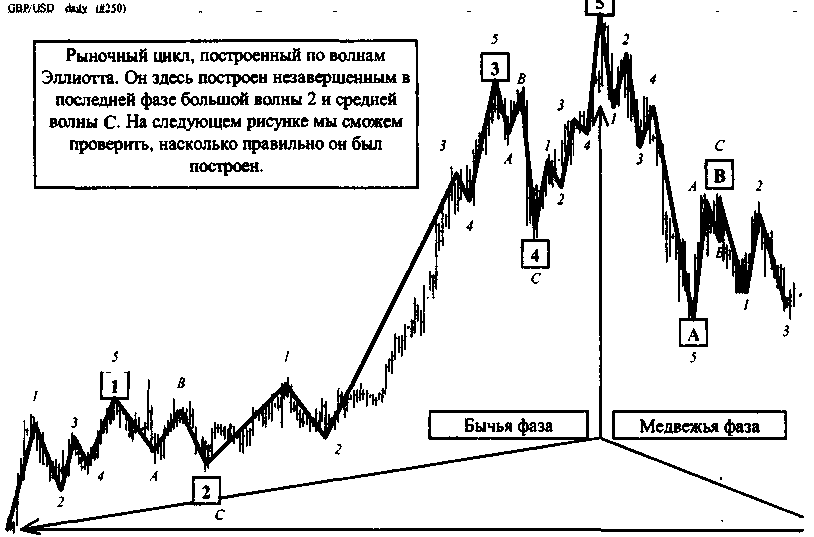 GBP/USD daily (#250)
Рыночный цикл, построенный по волнам
Эллиотта. Он здесь построен незавершенным в
последней фазе большой волны 2 и средней
волны С. На следующем рисунке мы сможем
проверить, насколько правильно он был
построен.
5
5
3
B
2
4
3
3
A
1
4
1
3
C
4
2
A
B
2
4
B
C
1
3
A
5
5
1
1
B
1
3
2
2
4
A
2
C
Бычья фаза
Медвежья фаза